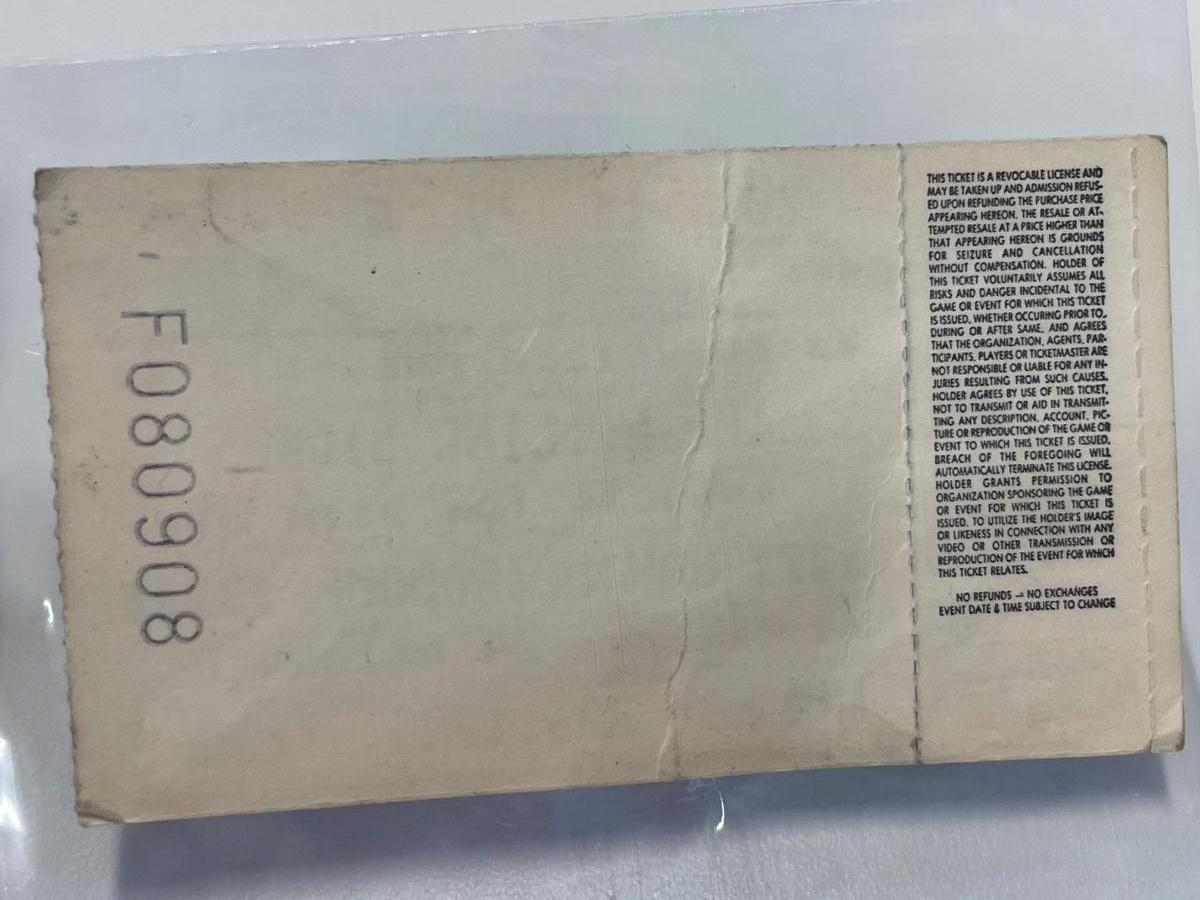 F080908
THIS TICKET IS A REVOCABLE LICENSE AND
MAY BE TAKEN UP AND ADMISSION REFUS-
ED UPON REFUNDING THE PURCHASE PRICE
APPEARING HEREON. THE RESALE OR AT-
TEMPTED RESALE AT A PRICE HIGHER THAN
THAT APPEARING HEREON IS GROUNDS
FOR SEIZURE AND CANCELLATION
WITHOUT COMPENSATION. HOLDER OF
THIS TICKET VOLUNTARILY ASSUMES ALL
RISKS AND DANGER INCIDENTAL TO THE
GAME OR EVENT FOR WHICH THIS TICKET
IS ISSUED, WHETHER OCCURING PRIOR TO,
DURING OR AFTER SAME, AND AGREES
THAT THE ORGANIZATION, AGENTS, PAR-
TICIPANTS, PLAYERS OR TICKETMASTER ARE
NOT RESPONSIBLE OR LIABLE FOR ANY IN-
JURIES RESULTING FROM SUCH CAUSES.
HOLDER AGREES BY USE OF THIS TICKET,
NOT TO TRANSMIT OR AID IN TRANSMIT-
TING ANY DESCRIPTION, ACCOUNT, PIC-
TURE OR REPRODUCTION OF THE GAME OR
EVENT TO WHICH THIS TICKET IS ISSUED.
BREACH OF THE FOREGOING WILL
AUTOMATICALLY TERMINATE THIS LICENSE.
HOLDER GRANTS PERMISSION TO
ORGANIZATION SPONSORING THE GAME
OR EVENT FOR WHICH THIS TICKET IS
ISSUED, TO UTILIZE THE HOLDER'S IMAGE
OR LIKENESS IN CONNECTION WITH ANY
VIDEO OR OTHER TRANSMISSION OR
REPRODUCTION OF THE EVENT FOR WHICH
THIS TICKET RELATES.
NO REFUNDS — NO EXCHANGES
EVENT DATE & TIME SUBJECT TO CHANGE